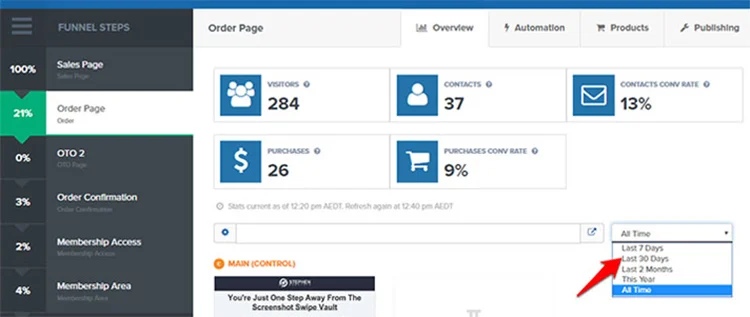 FUNNEL STEPS
100%
Sales Page
Sales Page
21%
Order Page
Order
0%
OTO 2
OTO Page
3%
Order Confirmation
Order Confirmation
2%
Membership Access
Membership Access
4%
Membership Area
Membership Area
Order Page
Overview
Automation
Products
Publishing
VISITORS
284
CONTACTS
37
CONTACTS CONV RATE
13%
PURCHASES
26
PURCHASES CONV RATE
9%
Stats current as of 12:20 pm AEDT. Refresh again at 12:40 pm AEDT
All Time
Last 7 Days
Last 30 Days
Last 2 Months
This Year
All Time
MAIN (CONTROL)
STEPHEN
You're Just One Step Away From The
Screenshot Swipe Vault